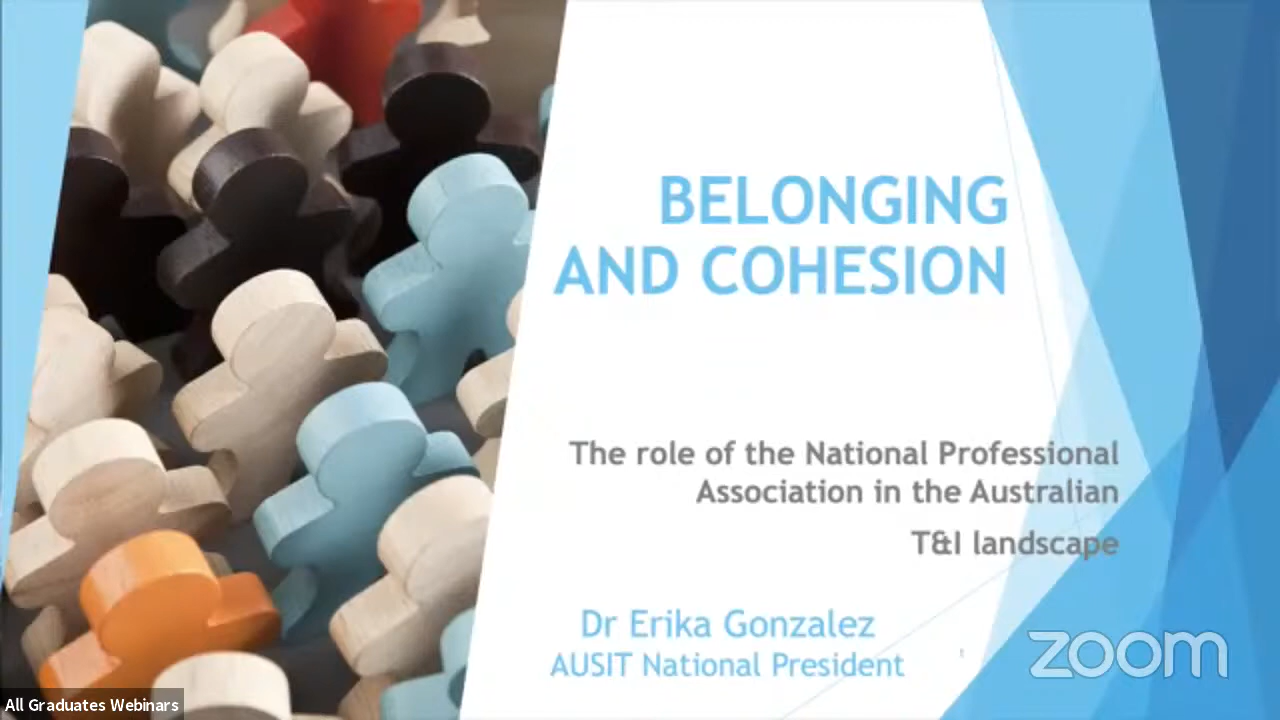 BELONGING
AND COHESION
The role of the National Professional
Association in the Australian
T&I landscape
Dr Erika Gonzalez
AUSIT National President
zoom
All Graduates Webinars